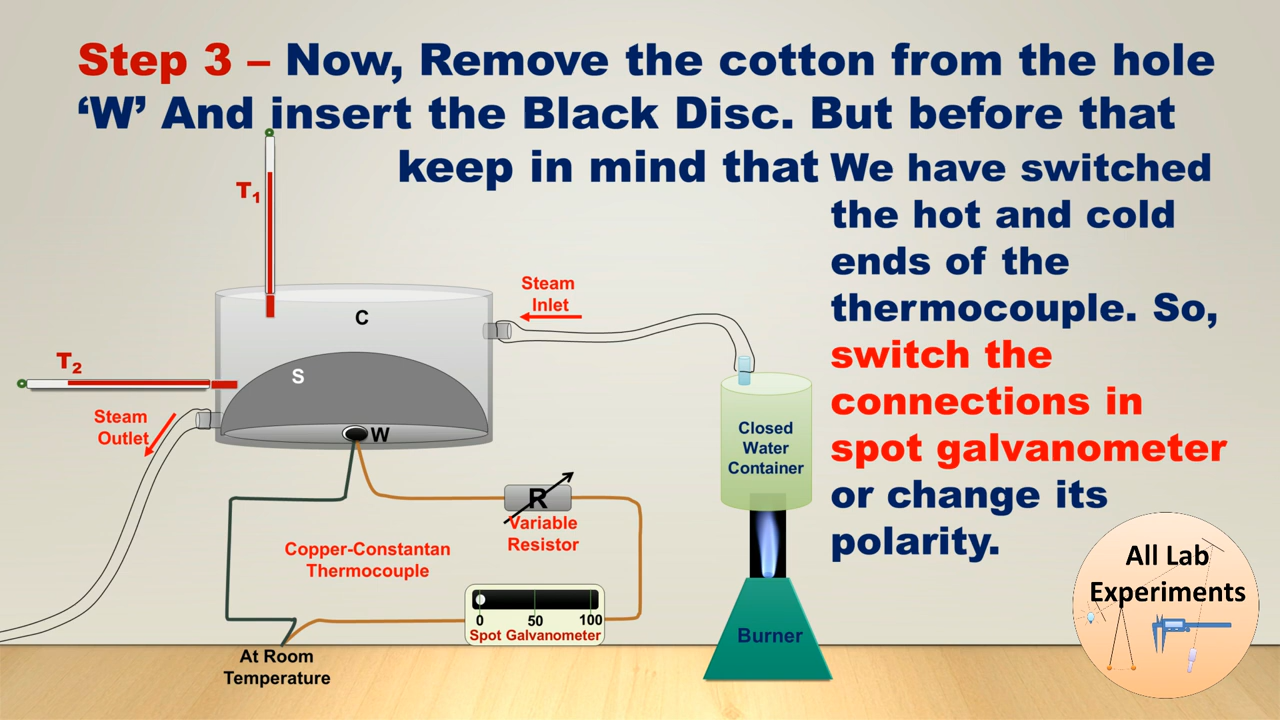 Step 3 – Now, Remove the cotton from the hole
‘W’ And insert the Black Disc. But before that
keep in mind that We have switched
the hot and cold
ends of the
thermocouple. So,
switch the
connections in
spot galvanometer
or change its
polarity.
T1
Steam
Inlet
C
T2
S
Steam
Outlet
W
Closed
Water
Container
R
Variable
Resistor
Copper-Constantan
Thermocouple
0 50 100
Spot Galvanometer
At Room
Temperature
Burner
All Lab
Experiments